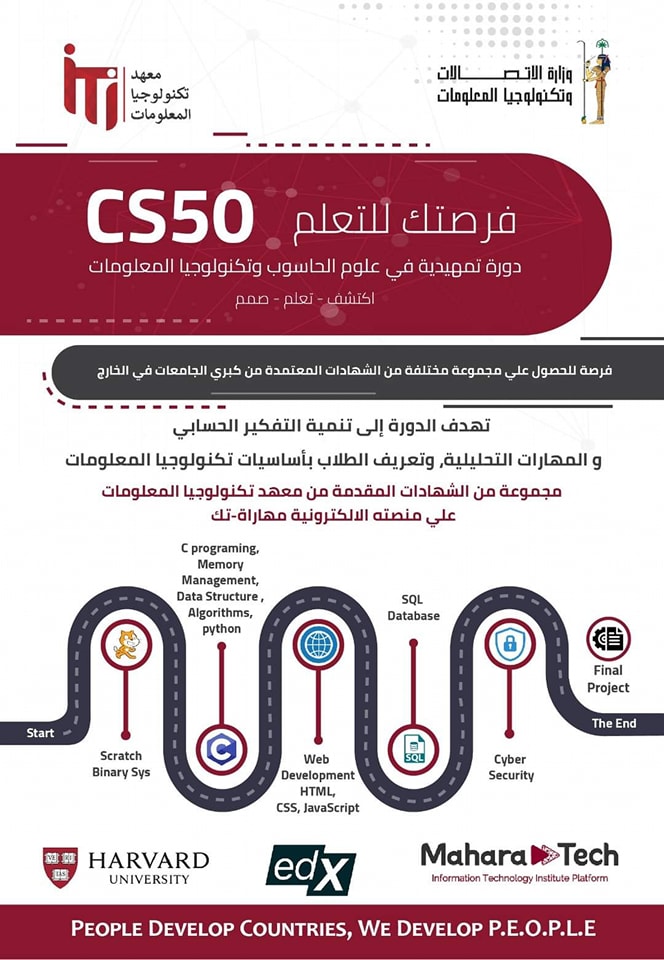 iTi
معهد
تكنولوجيا
المعلومات
وزارة الاتصالات
وتكنولوجيا المعلومات
فرصتك للتعلم CS50
دورة تمهيدية في علوم الحاسوب وتكنولوجيا المعلومات
اكتشف - تعلم - صمم
فرصة للحصول علي مجموعة مختلفة من الشهادات المعتمدة من كبري الجامعات في الخارج
تهدف الدورة إلى تنمية التفكير الحسابي
و المهارات التحليلية، وتعريف الطلاب بأساسيات تكنولوجيا المعلومات
مجموعة من الشهادات المقدمة من معهد تكنولوجيا المعلومات
علي منصته الالكترونية مهاراة-تك
Start
Scratch
Binary Sys
C programing,
Memory
Management,
Data Structure ,
Algorithms,
python
C
Web
Development
HTML,
CSS, JavaScript
SQL
Database
SQL
Cyber
Security
Final
Project
The End
VE RI TAS
HARVARD
UNIVERSITY
edX
Mahara Tech
Information Technology Institute Platform
PEOPLE DEVELOP COUNTRIES, WE DEVELOP P.E.O.P.L.E